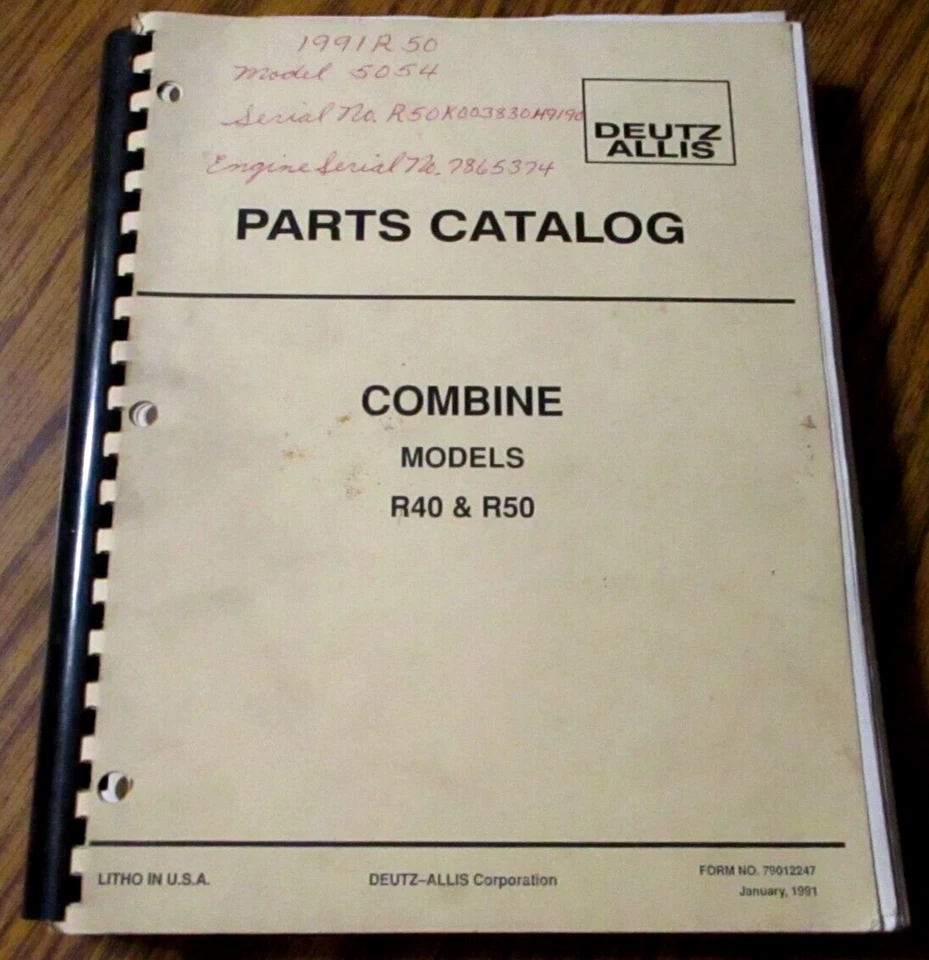 1991 R 50
Model 5054
Serial No. R50K003830H9190
Engine Serial No. 7865374
DEUTZ
ALLIS
PARTS CATALOG
COMBINE
MODELS
R40 & R50
LITHO IN U.S.A.
DEUTZ-ALLIS Corporation
FORM NO. 79012247
January, 1991